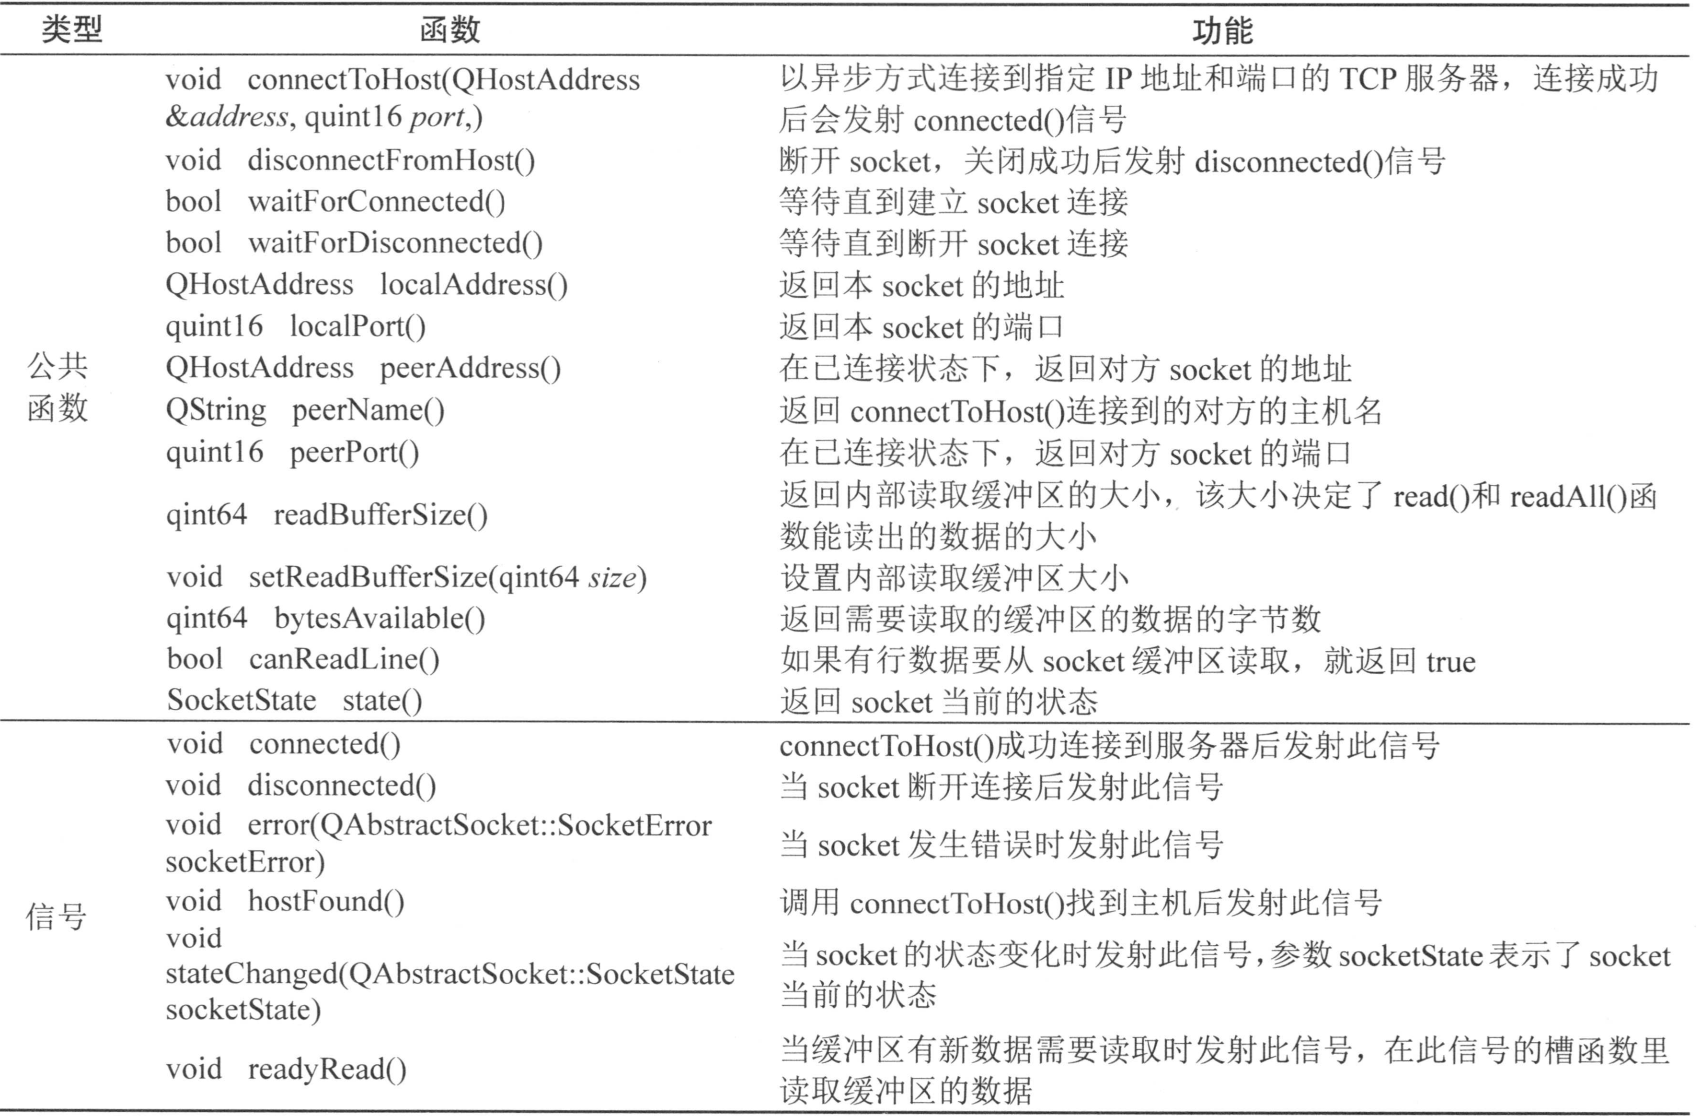 类型 函数 功能
void connectToHost(QHostAddress &address, quint16 port,) 以异步方式连接到指定 IP 地址和端口的 TCP 服务器，连接成功后会发射 connected()信号
void disconnectFromHost() 断开 socket，关闭成功后发射 disconnected()信号
bool waitForConnected() 等待直到建立 socket 连接
bool waitForDisconnected() 等待直到断开 socket 连接
QHostAddress localAddress() 返回本 socket 的地址
quint16 localPort() 返回本 socket 的端口
公共函数
QHostAddress peerAddress() 在已连接状态下，返回对方 socket 的地址
QString peerName() 返回 connectToHost()连接到的对方的主机名
quint16 peerPort() 在已连接状态下，返回对方 socket 的端口
qint64 readBufferSize() 返回内部读取缓冲区的大小，该大小决定了 read()和 readAll()函数能读出的数据的大小
void setReadBufferSize(qint64 size) 设置内部读取缓冲区大小
qint64 bytesAvailable() 返回需要读取的缓冲区的数据的字节数
bool canReadLine() 如果有行数据要从 socket 缓冲区读取，就返回 true
SocketState state() 返回 socket 当前的状态
void connected() connectToHost()成功连接到服务器后发射此信号
void disconnected() 当 socket 断开连接后发射此信号
void error(QAbstractSocket::SocketError socketError) 当 socket 发生错误时发射此信号
信号
void hostFound() 调用 connectToHost()找到主机后发射此信号
void stateChanged(QAbstractSocket::SocketState socketState) 当 socket 的状态变化时发射此信号，参数 socketState 表示了 socket 当前的状态
void readyRead() 当缓冲区有新数据需要读取时发射此信号，在此信号的槽函数里读取缓冲区的数据